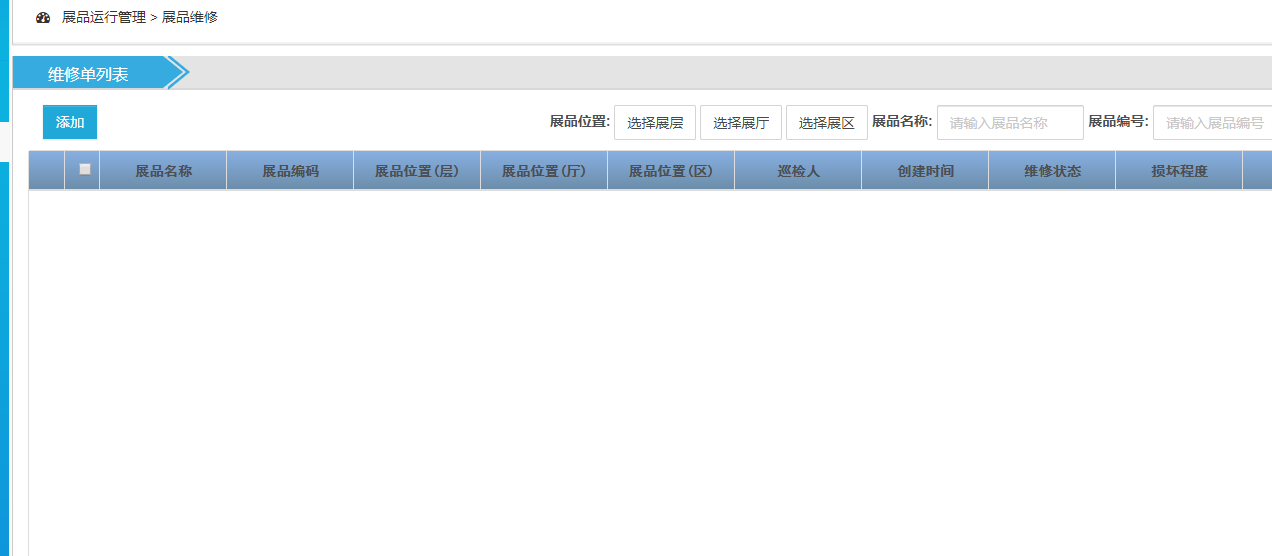 展品运行管理 > 展品维修
维修单列表
添加 展品位置: 选择展层 选择展厅 选择展区 展品名称: 请输入展品名称 展品编号: 请输入展品编号
展品名称 展品编码 展品位置(层) 展品位置(厅) 展品位置(区) 巡检人 创建时间 维修状态 损坏程度